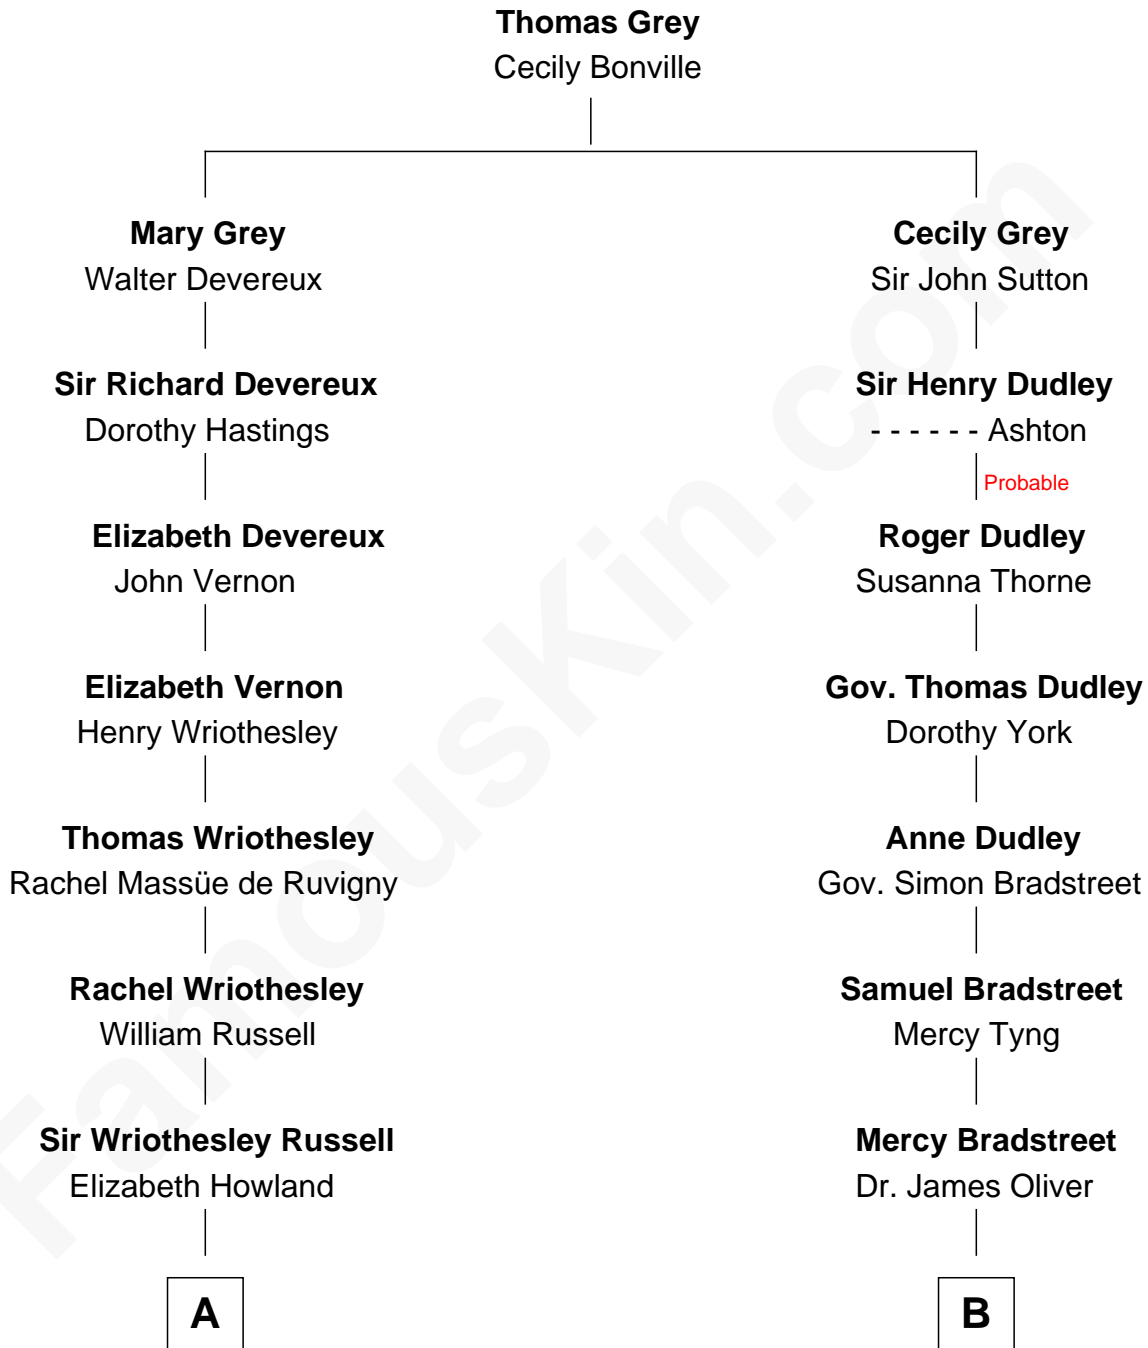 Thomas Grey
Cecily Bonville
Mary Grey
Walter Devereux
Cecily Grey
Sir John Sutton
Sir Richard Devereux
Dorothy Hastings
Sir Henry Dudley
- - - - - - Ashton
Probable
Elizabeth Devereux
John Vernon
Roger Dudley
Susanna Thorne
Elizabeth Vernon
Henry Wriothesley
Gov. Thomas Dudley
Dorothy York
Thomas Wriothesley
Rachel Massüe de Ruvigny
Anne Dudley
Gov. Simon Bradstreet
Rachel Wriothesley
William Russell
Samuel Bradstreet
Mercy Tyng
Sir Wriothesley Russell
Elizabeth Howland
Mercy Bradstreet
Dr. James Oliver
A
B
FamousKin.com